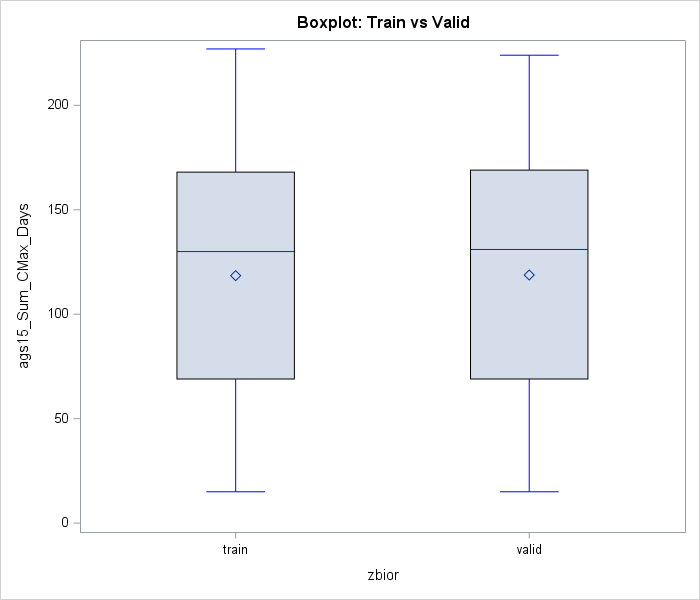 Boxplot: Train vs Valid
200
150
100
50
0
ags15_Sum_CMax_Days
train
valid
zbior